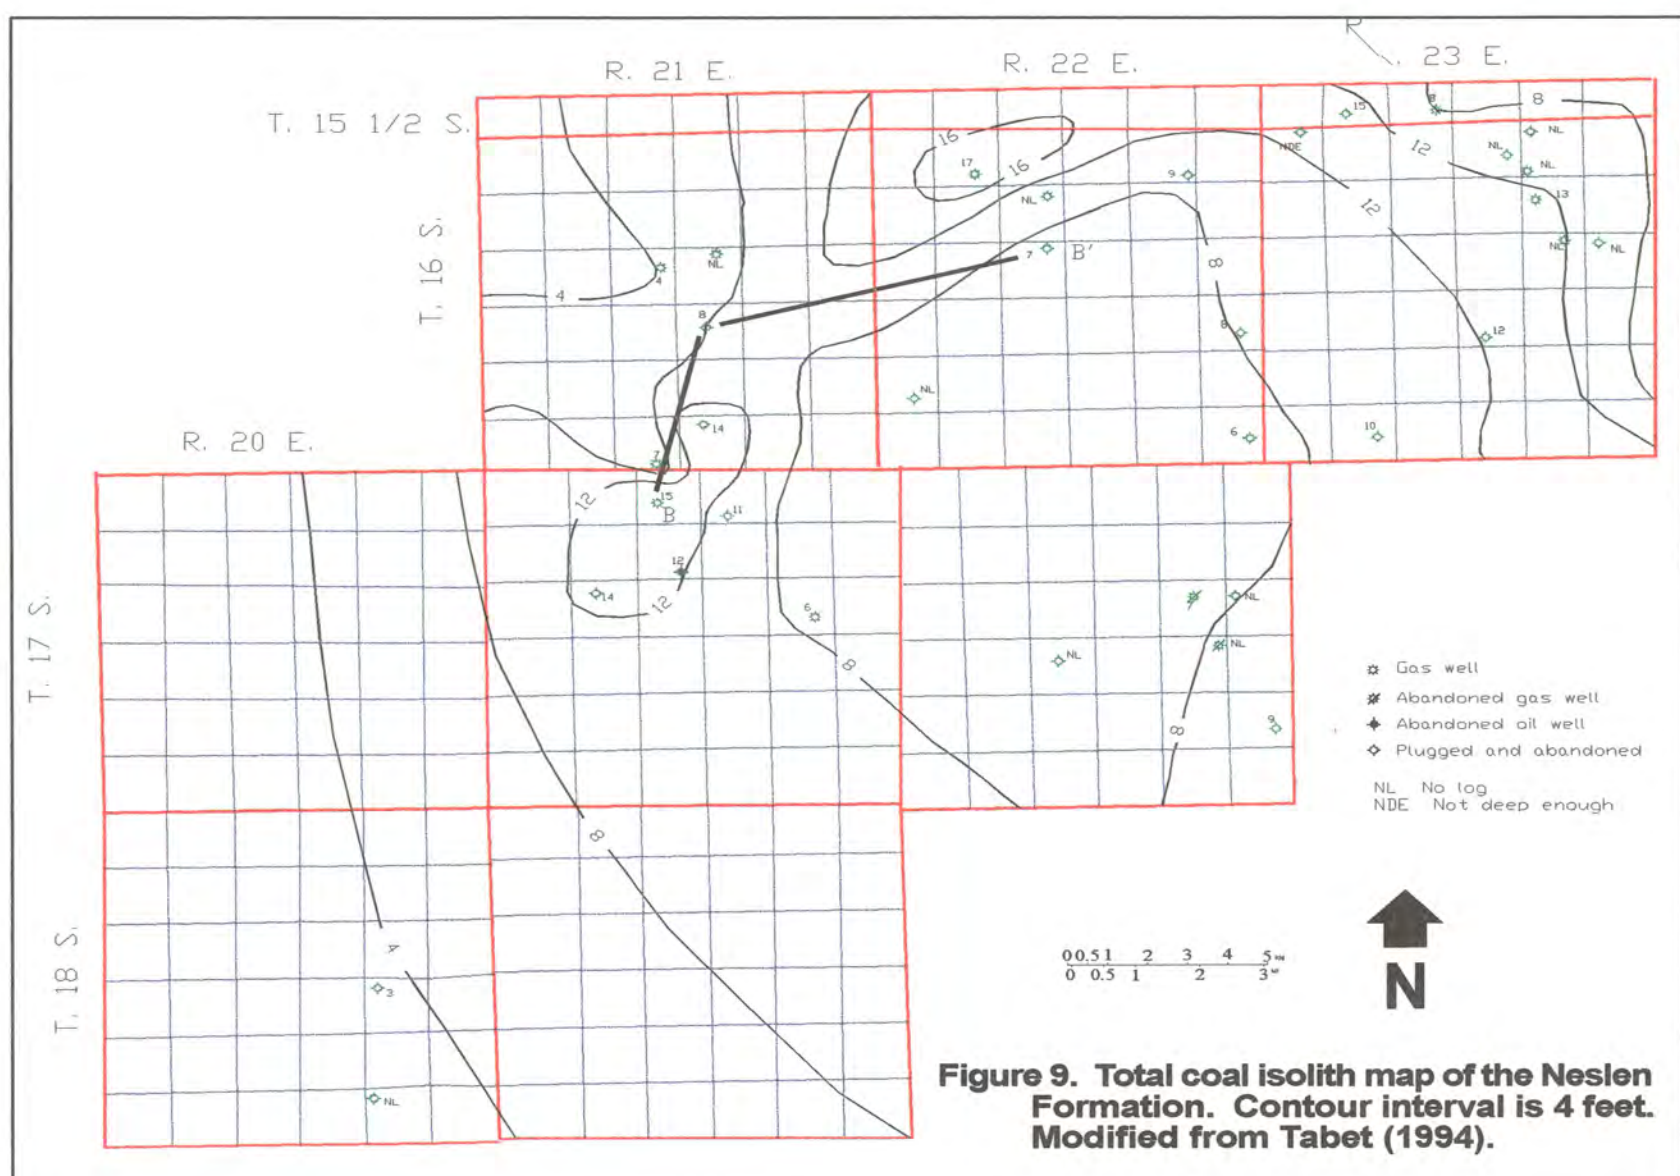 R
R. 21 E.
R. 22 E.
. 23 E.
T. 15 1/2 S.
15
8
8
16
NDE
NL
12
NL
17
16
9
NL
NL
13
12
T. 16 S.
NL
4
NL
7
B'
NL
NL
8
4
8
8
12
NL
14
6
10
R. 20 E.
7
12
15
B
11
12
14
12
6
NL
T. 17 S.
8
NL
NL
8
9
Gas well
Abandoned gas well
Abandoned oil well
Plugged and abandoned
NL No log
NDE Not deep enough
8
T. 18 S.
4
3
NL
0 0.5 1 2 3 4 5 KM
0 0.5 1 2 3 MI
N
Figure 9. Total coal isolith map of the Neslen
Formation. Contour interval is 4 feet.
Modified from Tabet (1994).